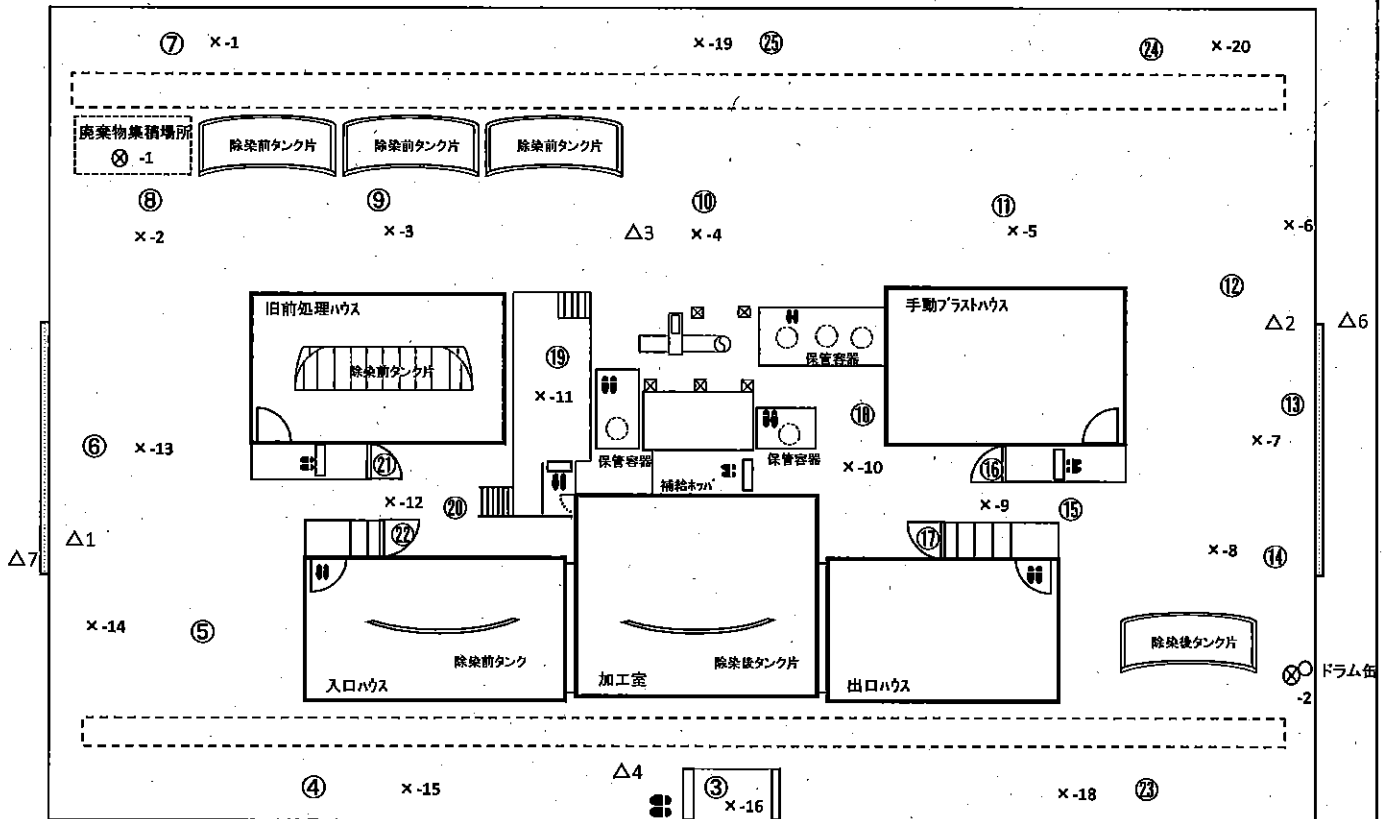 ⑦ ×-1 ×-19 ㉕ ㉔ ×-20
廃棄物集積場所
⊗ -1
除染前タンク片 除染前タンク片 除染前タンク片
⑧ ⑨ ⑩ ⑪
×-2 ×-3 △3 ×-4 ×-5 ×-6
⑫
旧前処理ハウス 手動ブラストハウス
△2 △6
除染前タンク片
⑲
保管容器
×-11
⑱ ⑬
⑥ ×-13 ×-7
㉑ 保管容器 保管容器 ×-10 ⑯
補給ホッパ
×-12 ⑳ ×-9 ⑮
㉒ ⑰
△7 △1 ×-8 ⑭
×-14 ⑤
除染後タンク片
除染前タンク 除染後タンク片
ドラム缶
入口ハウス 加工室 出口ハウス
⊗ -2
④ ×-15 △4 ③ ×-16 ×-18 ㉓